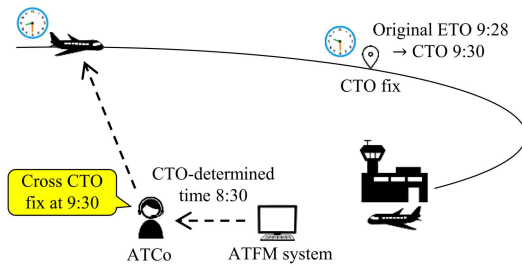 Original ETO 9:28
→ CTO 9:30
CTO fix
Cross CTO
fix at 9:30
CTO-determined
time 8:30
ATCo
ATFM system